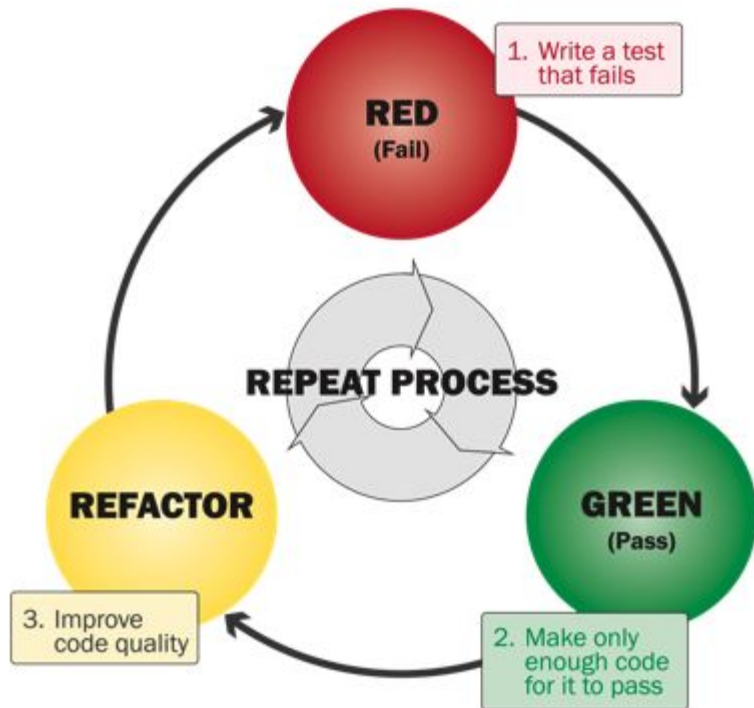 1. Write a test
that fails
RED
(Fail)
REPEAT PROCESS
REFACTOR
GREEN
(Pass)
3. Improve
code quality
2. Make only
enough code
for it to pass